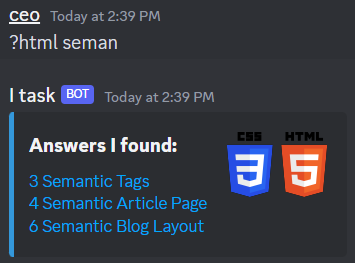 ceo Today at 2:39 PM
?html seman
I task BOT Today at 2:39 PM
Answers I found:
CSS HTML
3 5
3 Semantic Tags
4 Semantic Article Page
6 Semantic Blog Layout